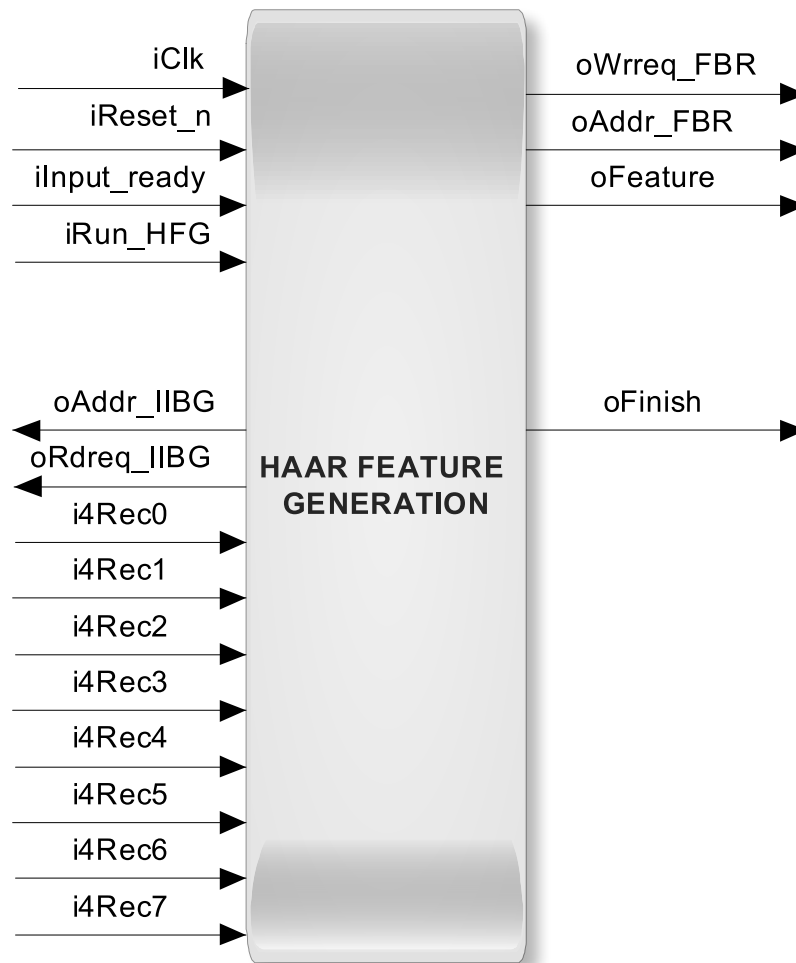 iClk
oWrreq_FBR
iReset_n
oAddr_FBR
iInput_ready
oFeature
iRun_HFG
oAddr_IIBG
oFinish
oRdreq_IIBG
HAAR FEATURE
GENERATION
i4Rec0
i4Rec1
i4Rec2
i4Rec3
i4Rec4
i4Rec5
i4Rec6
i4Rec7